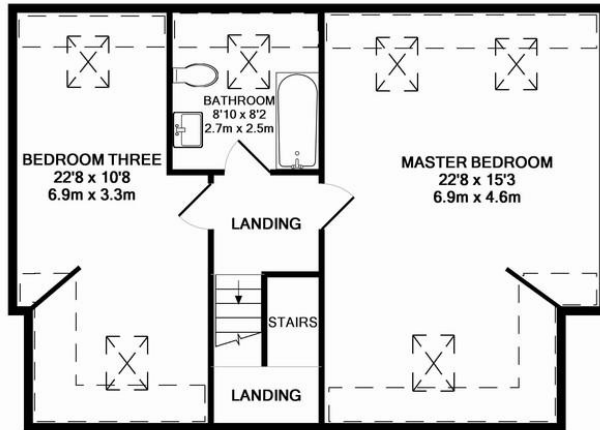 BATHROOM
8'10 x 8'2
2.7m x 2.5m
BEDROOM THREE
22'8 x 10'8
6.9m x 3.3m
MASTER BEDROOM
22'8 x 15'3
6.9m x 4.6m
LANDING
STAIRS
LANDING